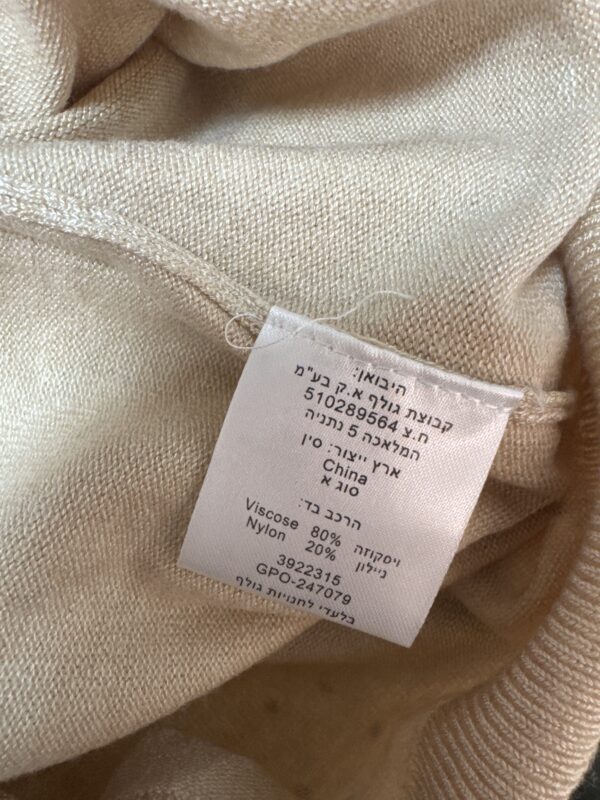 היבואן:
קבוצת גולף א.ק בע"מ
ח.צ 510289564
המלאכה 5 נתניה
ארץ ייצור: סין
China
סוג א
הרכב בד:
Viscose 80% ויסקוזה
Nylon 20% ניילון
3922315
GPO-247079
בלעדי לחנויות גולף